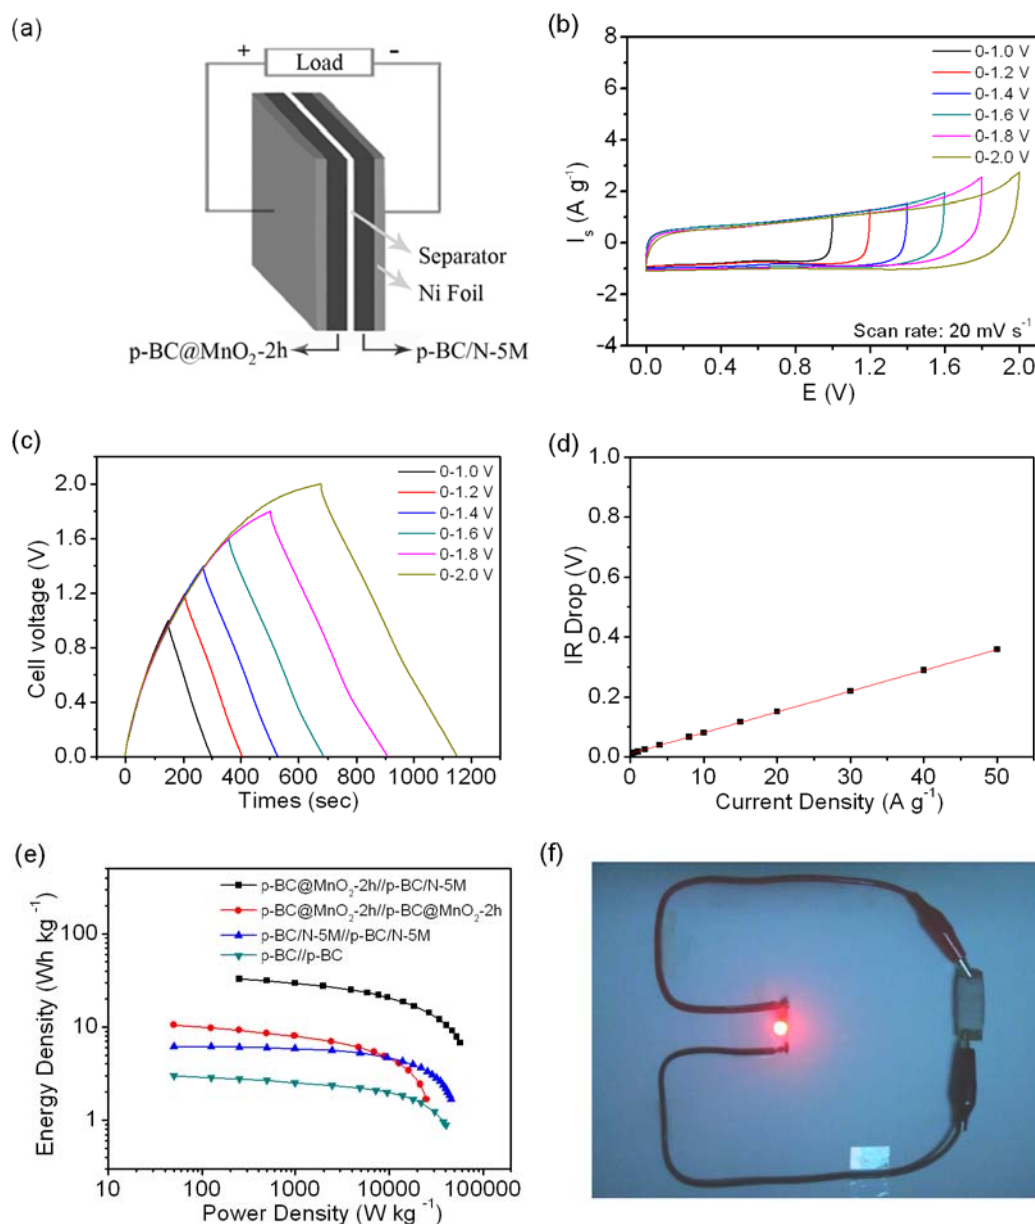 (a)
+ Load -
Separator
Ni Foil
p-BC@MnO₂-2h
p-BC/N-5M
(b)
8
6
4
2
0
-2
-4
I_s (A g⁻¹)
0-1.0 V
0-1.2 V
0-1.4 V
0-1.6 V
0-1.8 V
0-2.0 V
Scan rate: 20 mV s⁻¹
0.0 0.4 0.8 1.2 1.6 2.0
E (V)
(c)
2.0
1.6
1.2
0.8
0.4
0.0
Cell voltage (V)
0-1.0 V
0-1.2 V
0-1.4 V
0-1.6 V
0-1.8 V
0-2.0 V
0 200 400 600 800 1000 1200
Times (sec)
(d)
1.0
0.8
0.6
0.4
0.2
0.0
IR Drop (V)
0 10 20 30 40 50
Current Density (A g⁻¹)
(e)
100
10
1
Energy Density (Wh kg⁻¹)
p-BC@MnO₂-2h//p-BC/N-5M
p-BC@MnO₂-2h//p-BC@MnO₂-2h
p-BC/N-5M//p-BC/N-5M
p-BC//p-BC
10 100 1000 10000 100000
Power Density (W kg⁻¹)
(f)